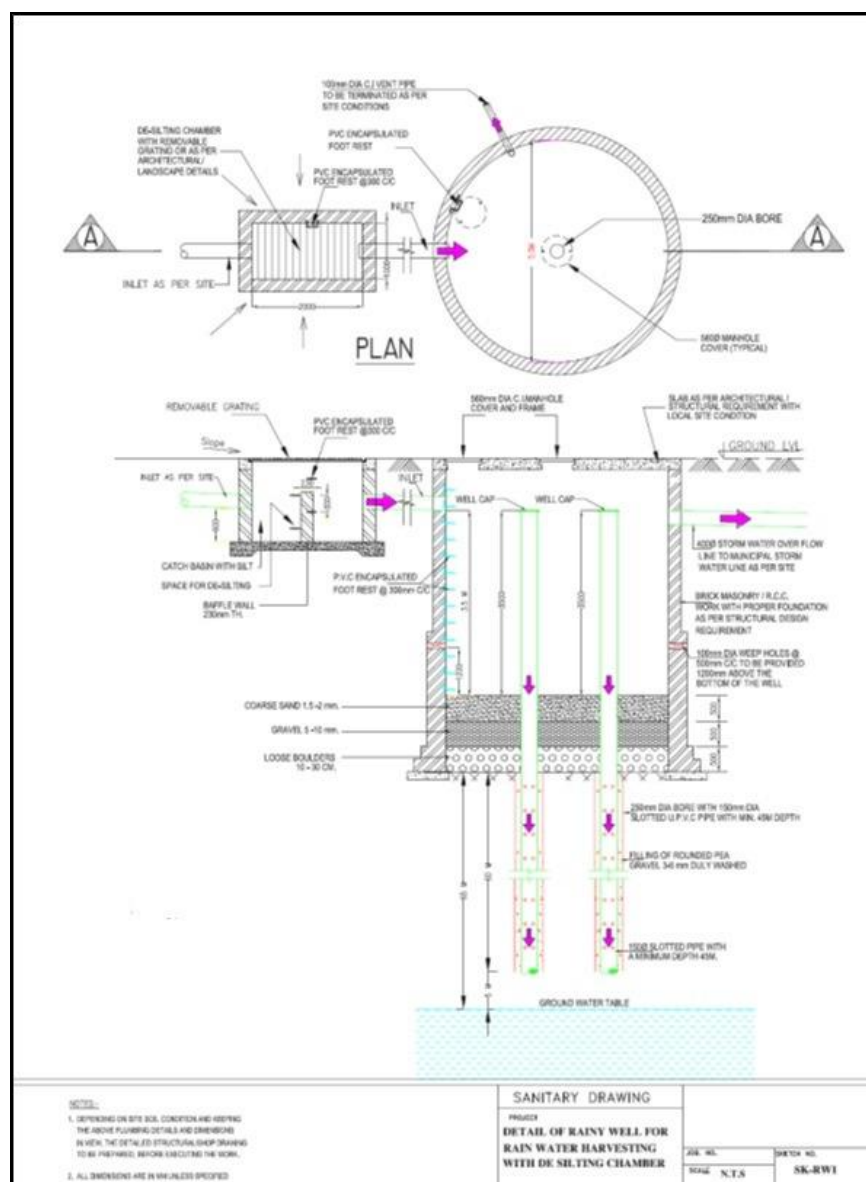 100mm DIA C.I VENT PIPE
TO BE TERMINATED AS PER
SITE CONDITIONS
DE-SILTING CHAMBER
WITH REMOVABLE
GRATING OR AS PER
ARCHITECTURAL/
LANDSCAPE DETAILS
PVC ENCAPSULATED
FOOT REST
PVC ENCAPSULATED
FOOT REST @300 C/C
INLET
A
A
250mm DIA BORE
INLET AS PER SITE
2000
PLAN
560Ø MANHOLE
COVER (TYPICAL)
REMOVABLE GRATING
560mm DIA C.I.MANHOLE
COVER AND FRAME
SLAB AS PER ARCHITECTURAL /
STRUCTURAL REQUIREMENT WITH
LOCAL SITE CONDITION
PVC ENCAPSULATED
FOOT REST @300 C/C
Slope
GROUND LVL
INLET AS PER SITE
INLET
WELL CAP
WELL CAP
400Ø STORM WATER OVER FLOW
LINE TO MUNICIPAL STORM
WATER LINE AS PER SITE
CATCH BASIN WITH SILT
SPACE FOR DE-SILTING
BAFFLE WALL
230mm TH.
P.V.C ENCAPSULATED
FOOT REST @ 300mm C/C
BRICK MASONRY / R.C.C.
WORK WITH PROPER FOUNDATION
AS PER STRUCTURAL DESIGN
REQUIREMENT
100mm DIA WEEP HOLES @
500mm C/C TO BE PROVIDED
1200mm ABOVE THE
BOTTOM OF THE WELL
COARSE SAND 1.5-2 mm.
500
GRAVEL 5 -10 mm.
500
LOOSE BOULDERS
10 - 30 CM.
500
250mm DIA BORE WITH 150mm DIA
SLOTTED U.P.V.C PIPE WITH MIN. 45M DEPTH
FILLING OF ROUNDED PEA
GRAVEL 3-6 mm DULY WASHED
150Ø SLOTTED PIPE WITH
A MINIMUM DEPTH 45M.
GROUND WATER TABLE
NOTES:-
1. DEPENDING ON SITE SOIL CONDITION AND KEEPING
THE ABOVE PLUMBING DETAILS AND DIMENSIONS
IN VIEW, THE DETAILED STRUCTURAL/SHOP DRAWING
TO BE PREPARED, BEFORE EXECUTING THE WORK.
2. ALL DIMENSIONS ARE IN MM UNLESS SPECIFIED
SANITARY DRAWING
PROJECT
DETAIL OF RAINY WELL FOR
RAIN WATER HARVESTING
WITH DE SILTING CHAMBER
JOB. NO.
SCALE N.T.S
SKETCH NO.
SK-RW1